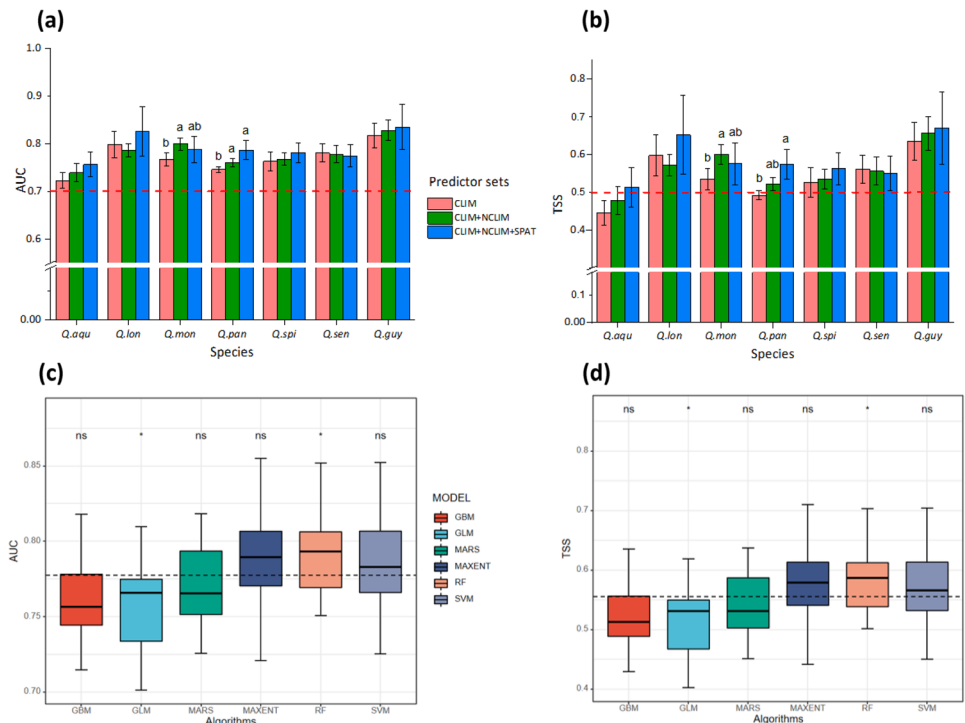 (a)
AUC
1.0
0.9
0.8
0.7
0.6
0.00
b
a
ab
b
a
Q.aqu
Q.lon
Q.mon
Q.pan
Q.spi
Q.sen
Q.guy
Species
Predictor sets
CLIM
CLIM+NCLIM
CLIM+NCLIM+SPAT
(b)
TSS
0.8
0.7
0.6
0.5
0.4
0.1
0.00
b
a
ab
b
ab
a
Q.aqu
Q.lon
Q.mon
Q.pan
Q.spi
Q.sen
Q.guy
Species
(c)
AUC
0.85
0.80
0.75
0.70
ns
*
ns
ns
*
ns
GBM
GLM
MARS
MAXENT
RF
SVM
Algorithms
MODEL
GBM
GLM
MARS
MAXENT
RF
SVM
(d)
TSS
0.8
0.7
0.6
0.5
0.4
ns
*
ns
ns
*
ns
GBM
GLM
MARS
MAXENT
RF
SVM
Algorithms